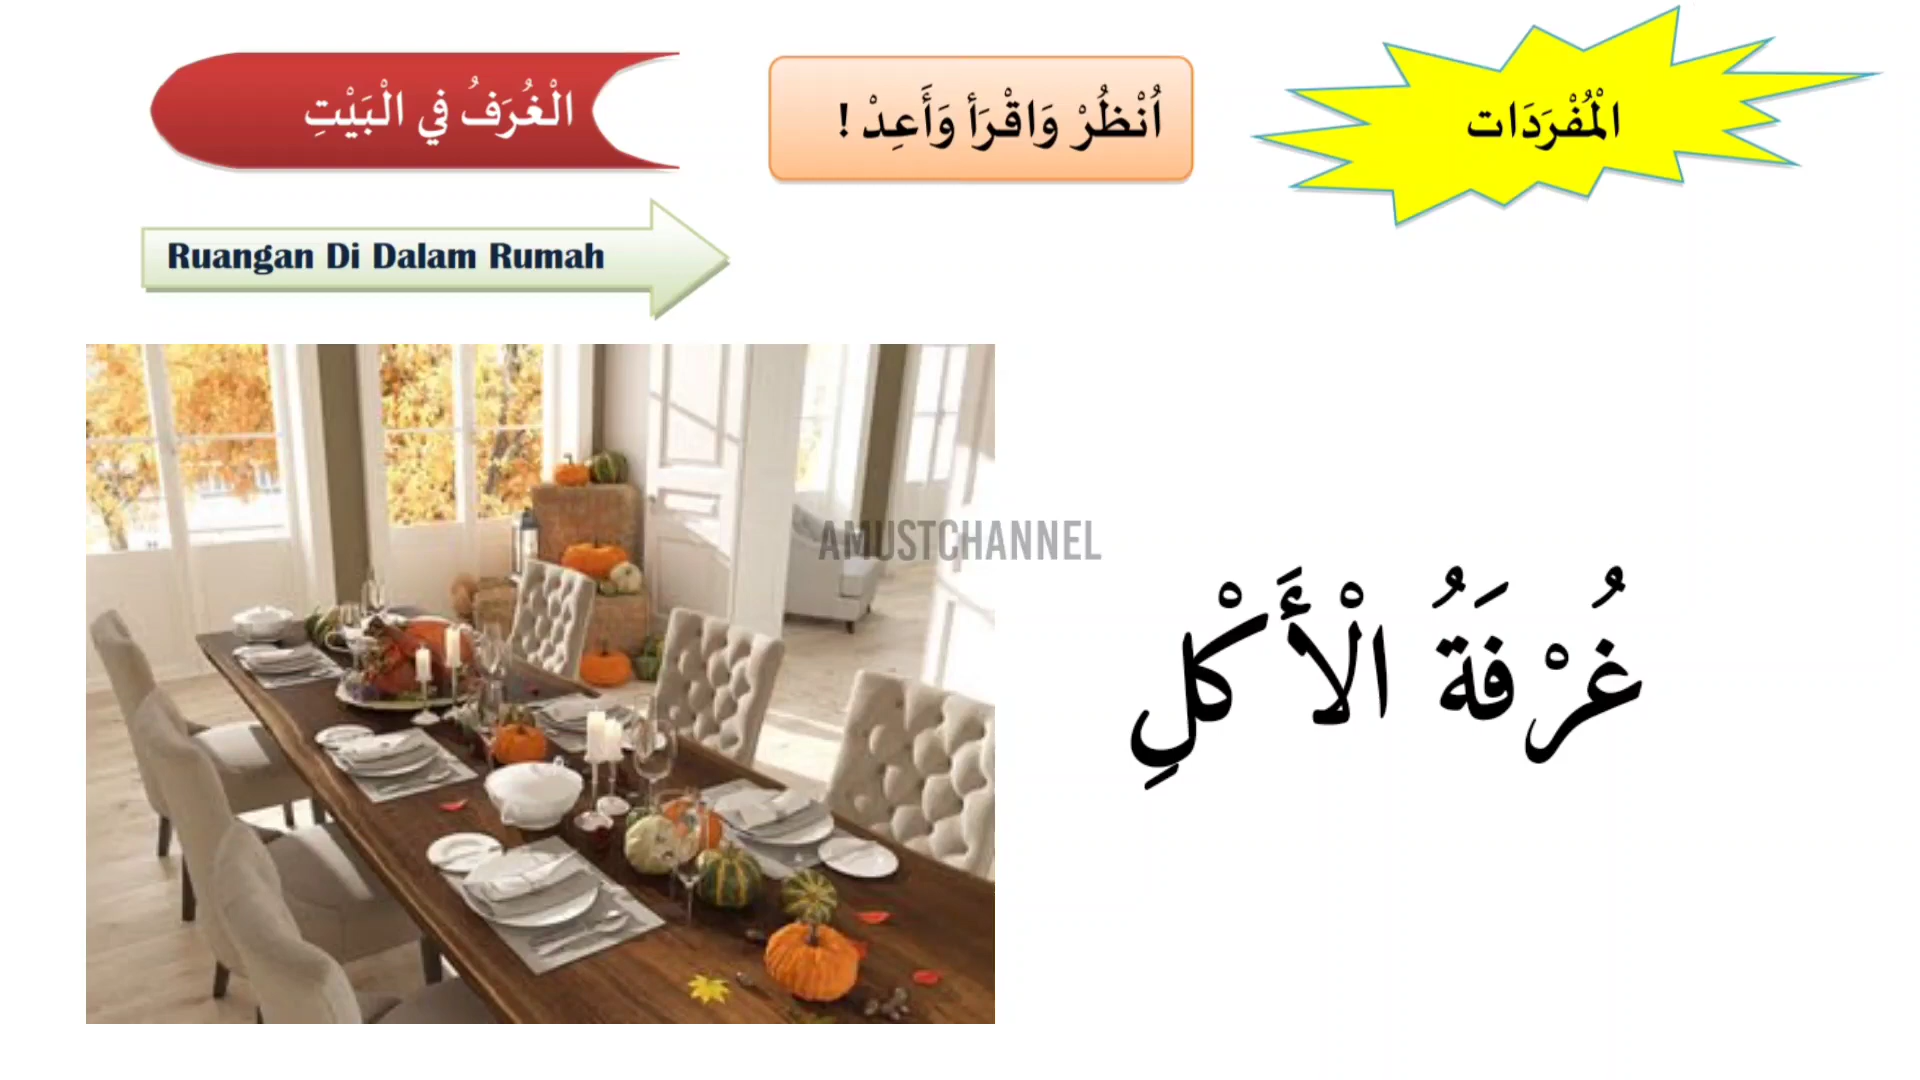 الْمُفْرَدَات
اُنْظُرْ وَاقْرَأ وَأَعِدْ !
الْغُرَفُ فِي الْبَيْتِ
Ruangan Di Dalam Rumah
AMUSTCHANNEL
غُرْفَةُ الْأَكْلِ